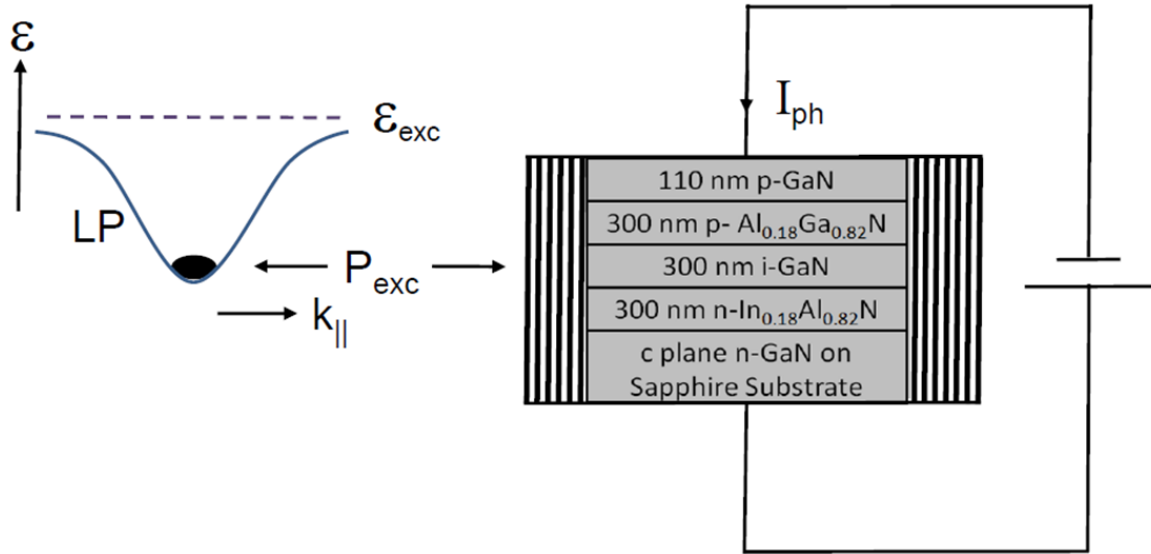 ε
ε_exc
LP
P_exc
k_||
I_ph
110 nm p-GaN
300 nm p- Al₀.₁₈Ga₀.₈₂N
300 nm i-GaN
300 nm n-In₀.₁₈Al₀.₈₂N
c plane n-GaN on
Sapphire Substrate